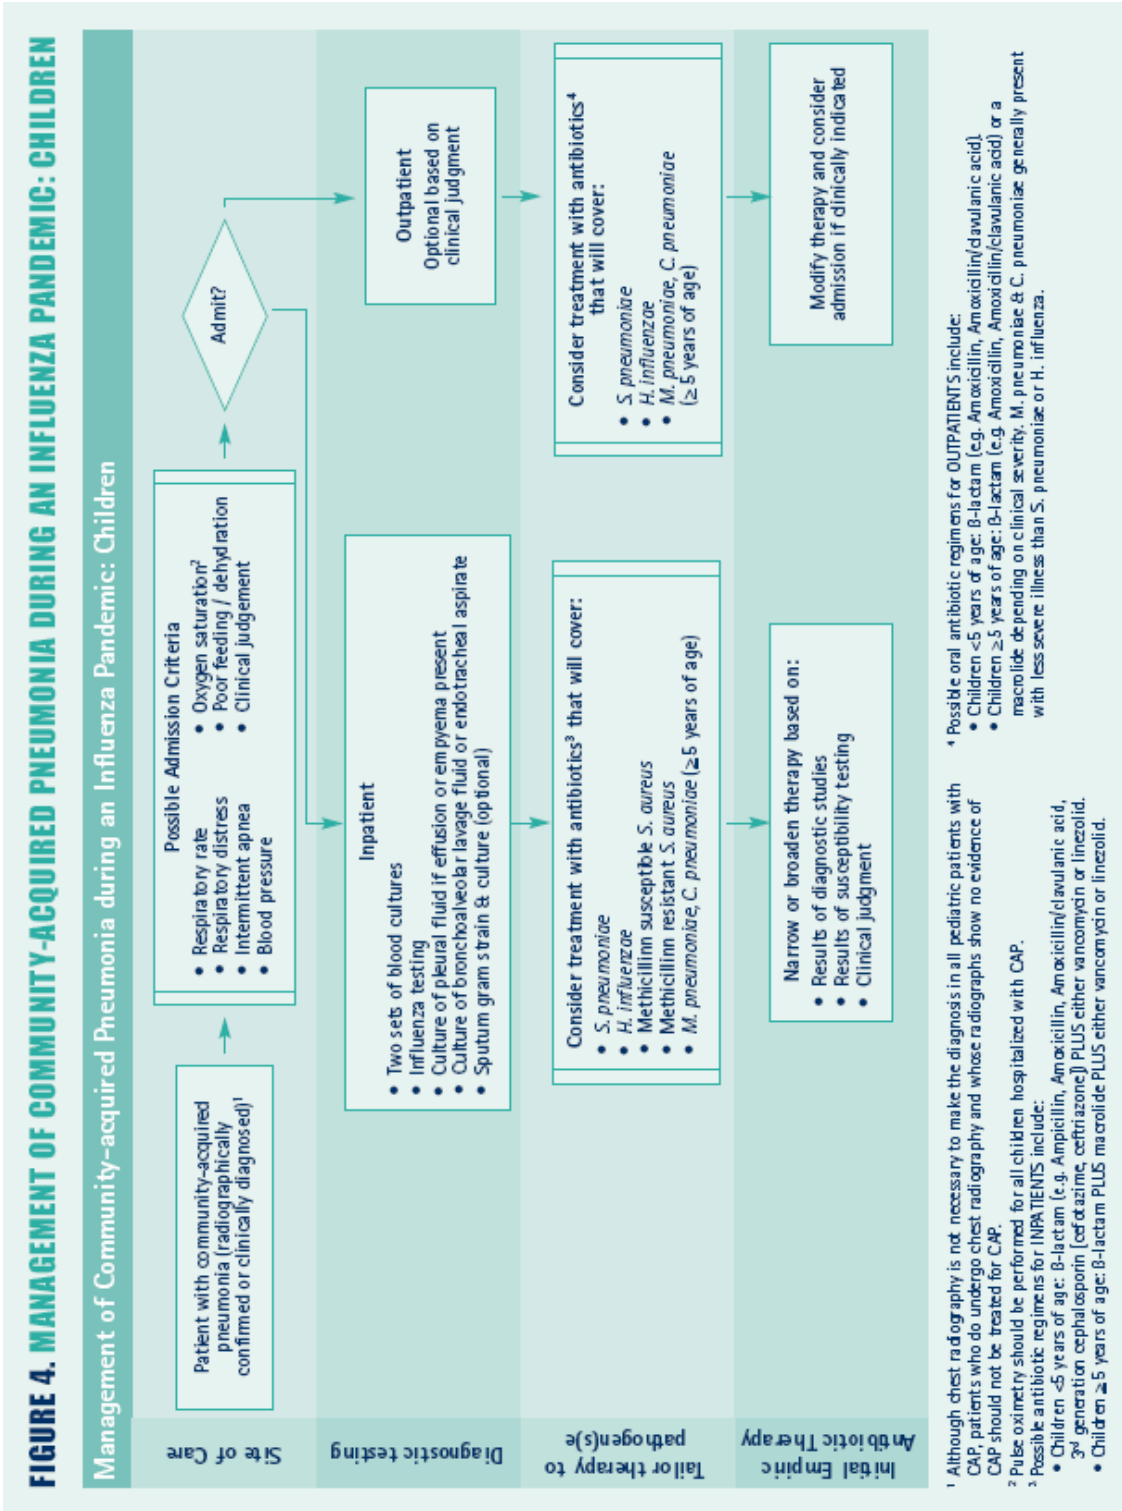 FIGURE 4. MANAGEMENT OF COMMUNITY-ACQUIRED PNEUMONIA DURING AN INFLUENZA PANDEMIC: CHILDREN
Management of Community-acquired Pneumonia during an Influenza Pandemic: Children
Site of Care
Patient with community-acquired
pneumonia (radiographically
confirmed or clinically diagnosed)¹
Possible Admission Criteria
• Respiratory rate
• Respiratory distress
• Intermittent apnea
• Blood pressure
• Oxygen saturation²
• Poor feeding / dehydration
• Clinical judgement
Admit?
Diagnostic testing
Inpatient
• Two sets of blood cultures
• Influenza testing
• Culture of pleural fluid if effusion or empyema present
• Culture of bronchoalveolar lavage fluid or endotracheal aspirate
• Sputum gram strain & culture (optional)
Outpatient
Optional based on
clinical judgment
Tailor therapy to
pathogen(s)e
Consider treatment with antibiotics³ that will cover:
• S. pneumoniae
• H. influenzae
• Methicillinn susceptible S. aureus
• Methicillinn resistant S. aureus
• M. pneumoniae, C. pneumoniae (≥5 years of age)
Consider treatment with antibiotics⁴
that will cover:
• S. pneumoniae
• H. influenzae
• M. pneumoniae, C. pneumoniae
(≥ 5 years of age)
Initial Empiric
Antibiotic Therapy
Narrow or broaden therapy based on:
• Results of diagnostic studies
• Results of susceptibility testing
• Clinical judgment
Modify therapy and consider
admission if clinically indicated
¹ Although chest radiography is not necessary to make the diagnosis in all pediatric patients with
CAP, patients who do undergo chest radiography and whose radiographs show no evidence of
CAP should not be treated for CAP.
² Pulse oximetry should be performed for all children hospitalized with CAP.
³ Possible antibiotic regimens for INPATIENTS include:
• Children <5 years of age: β-lactam (e.g. Ampicillin, Amoxicillin, Amoxicillin/clavulanic acid,
3rd generation cephalosporin [cefotazime, ceftriazone]) PLUS either vancomycin or linezolid.
• Children ≥5 years of age: β-lactam PLUS macrolide PLUS either vancomycin or linezolid.
⁴ Possible oral antibiotic regimens for OUTPATIENTS include:
• Children <5 years of age: β-lactam (e.g. Amoxicillin, Amoxicillin/clavulanic acid).
• Children ≥5 years of age: β-lactam (e.g. Amoxicillin, Amoxicillin/clavulanic acid) or a
macrolide depending on clinical severity. M. pneumoniae & C. pneumoniae generally present
with less severe illness than S. pneumoniae or H. influenza.